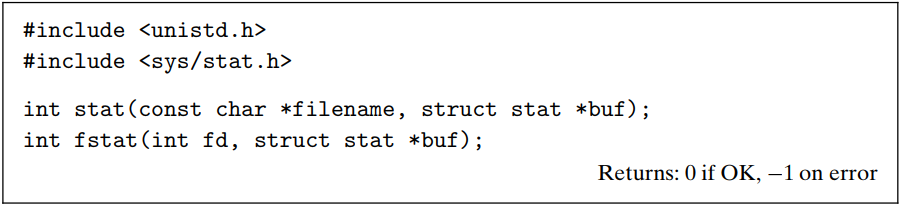 #include <unistd.h>
#include <sys/stat.h>
int stat(const char *filename, struct stat *buf);
int fstat(int fd, struct stat *buf);
Returns: 0 if OK, −1 on error